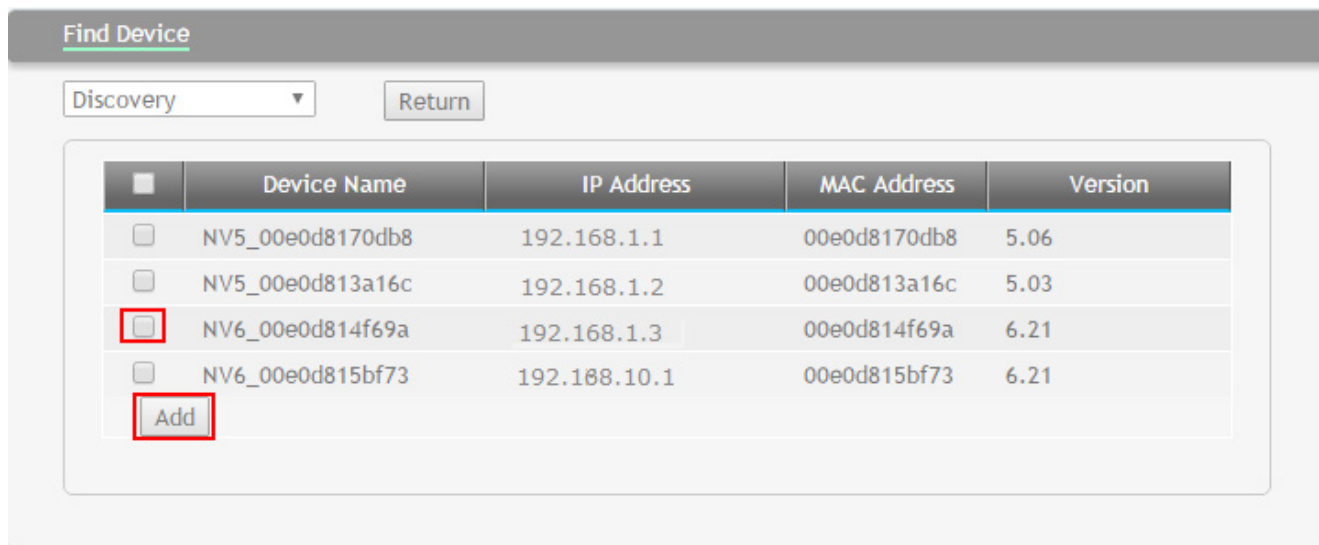 Find Device
Discovery Return
Device Name IP Address MAC Address Version
NV5_00e0d8170db8 192.168.1.1 00e0d8170db8 5.06
NV5_00e0d813a16c 192.168.1.2 00e0d813a16c 5.03
NV6_00e0d814f69a 192.168.1.3 00e0d814f69a 6.21
NV6_00e0d815bf73 192.168.10.1 00e0d815bf73 6.21
Add